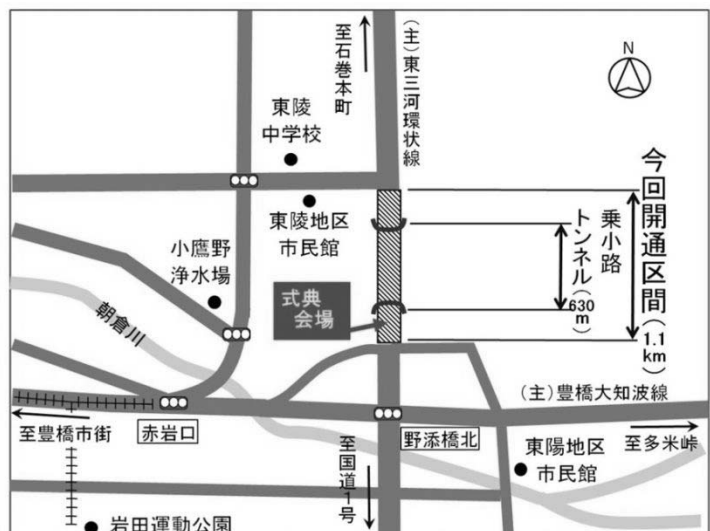 至石巻本町
(主)東三河環状線
N
東陵
中学校
東陵地区
市民館
小鷹野
浄水場
朝倉川
式典
会場
乗小路
トンネル(630m)
今回開通区間(1.1km)
(主)豊橋大知波線
至豊橋市街
赤岩口
野添橋北
至多米峠
東陽地区
市民館
至国道1号
岩田運動公園